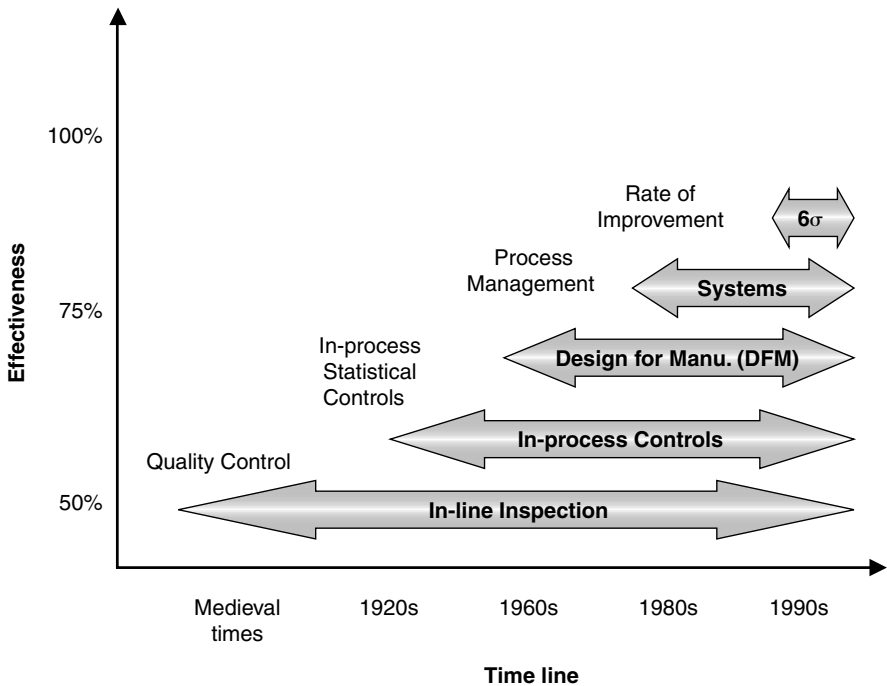 100%
Rate of
Improvement
6σ
Process
Management
Systems
75%
Effectiveness
In-process
Statistical
Controls
Design for Manu. (DFM)
In-process Controls
Quality Control
50%
In-line Inspection
Medieval
times
1920s
1960s
1980s
1990s
Time line